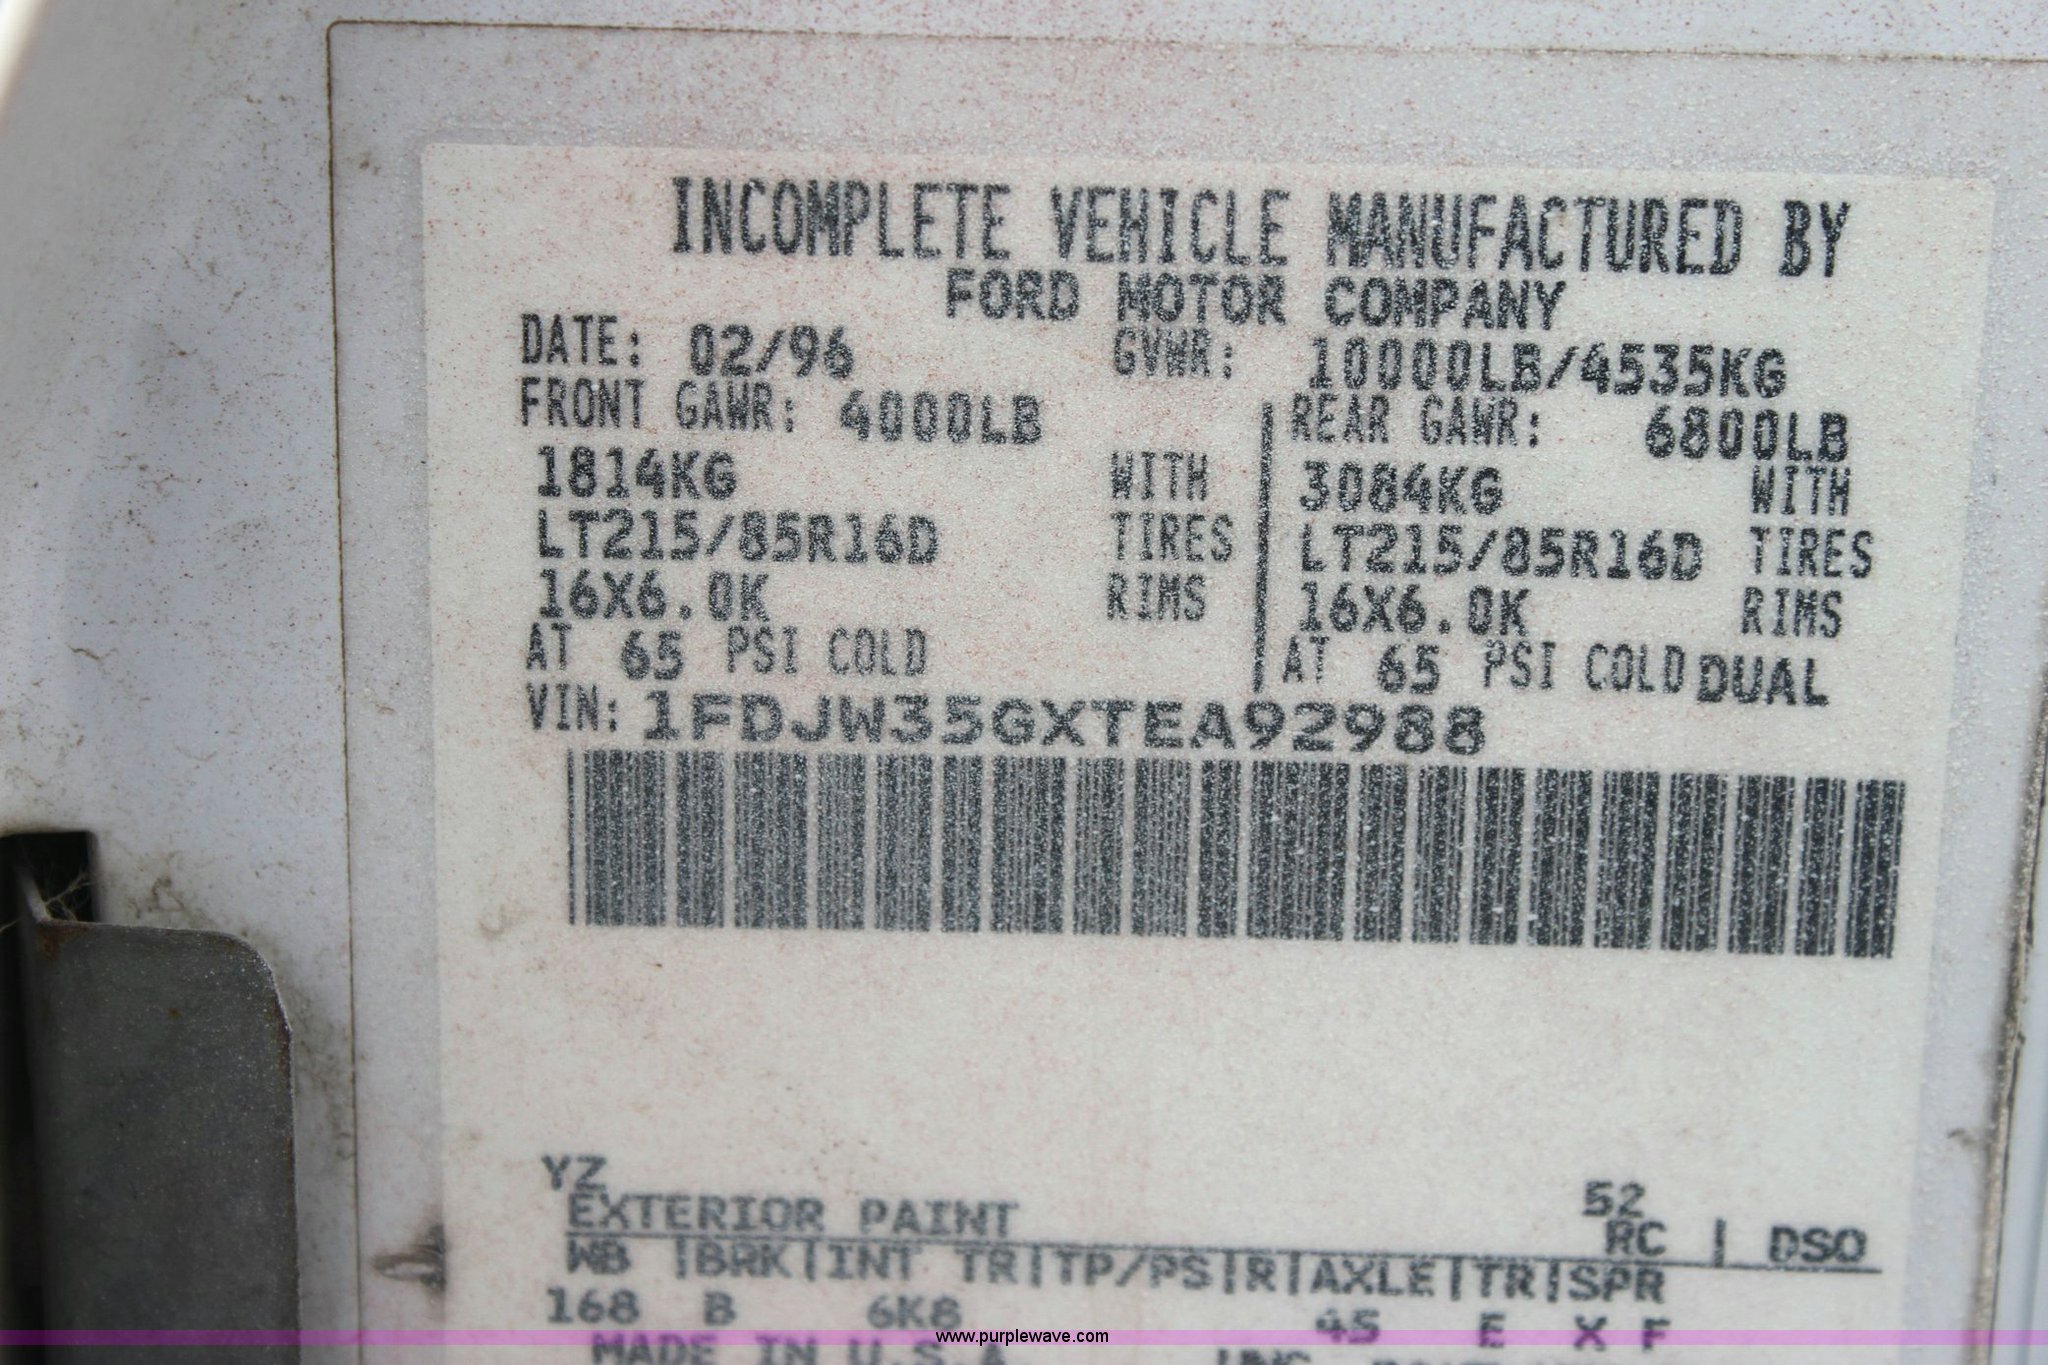 INCOMPLETE VEHICLE MANUFACTURED BY
FORD MOTOR COMPANY
DATE: 02/96 GVWR: 10000LB/4535KG
FRONT GAWR: 4000LB REAR GAWR: 6800LB
1814KG WITH 3084KG WITH
LT215/85R16D TIRES LT215/85R16D TIRES
16X6.0K RIMS 16X6.0K RIMS
AT 65 PSI COLD AT 65 PSI COLD DUAL
VIN: 1FDJW35GXTEA92988
YZ 52
EXTERIOR PAINT RC | DSO
WB |BRK|INT TR|TP/PS|R|AXLE|TR|SPR
168 B 6K8 45 E X F
MADE IN U.S.A
www.purplewave.com